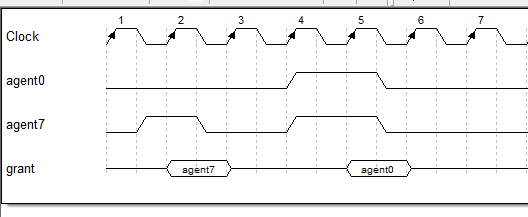 1 2 3 4 5 6 7
Clock
agent0
agent7
grant agent7 agent0